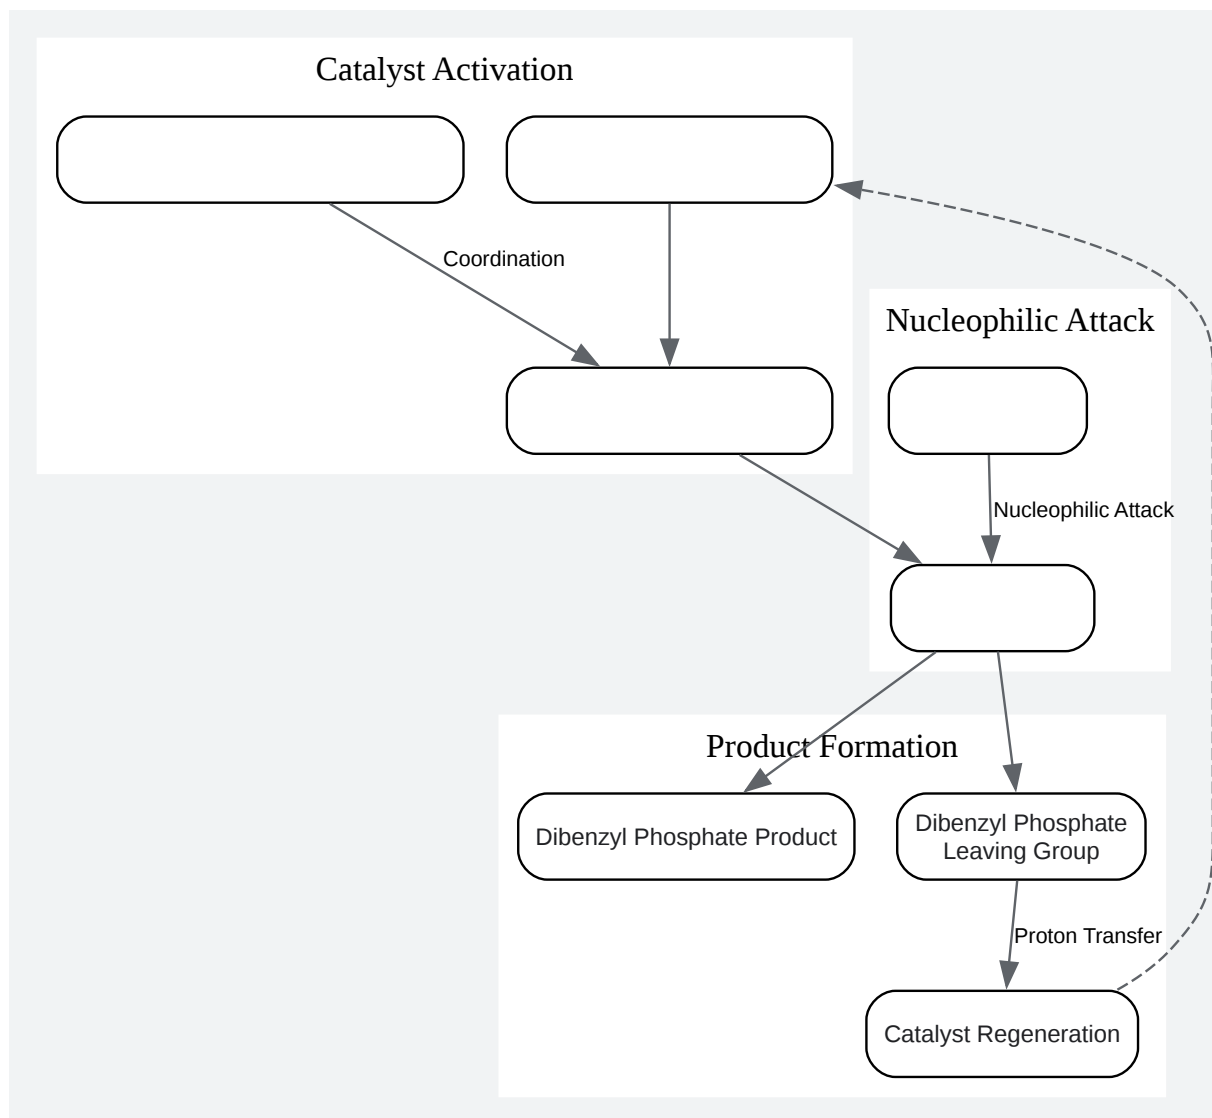 Catalyst Activation
Coordination
Nucleophilic Attack
Nucleophilic Attack
Product Formation
Dibenzyl Phosphate Product
Dibenzyl Phosphate
Leaving Group
Proton Transfer
Catalyst Regeneration